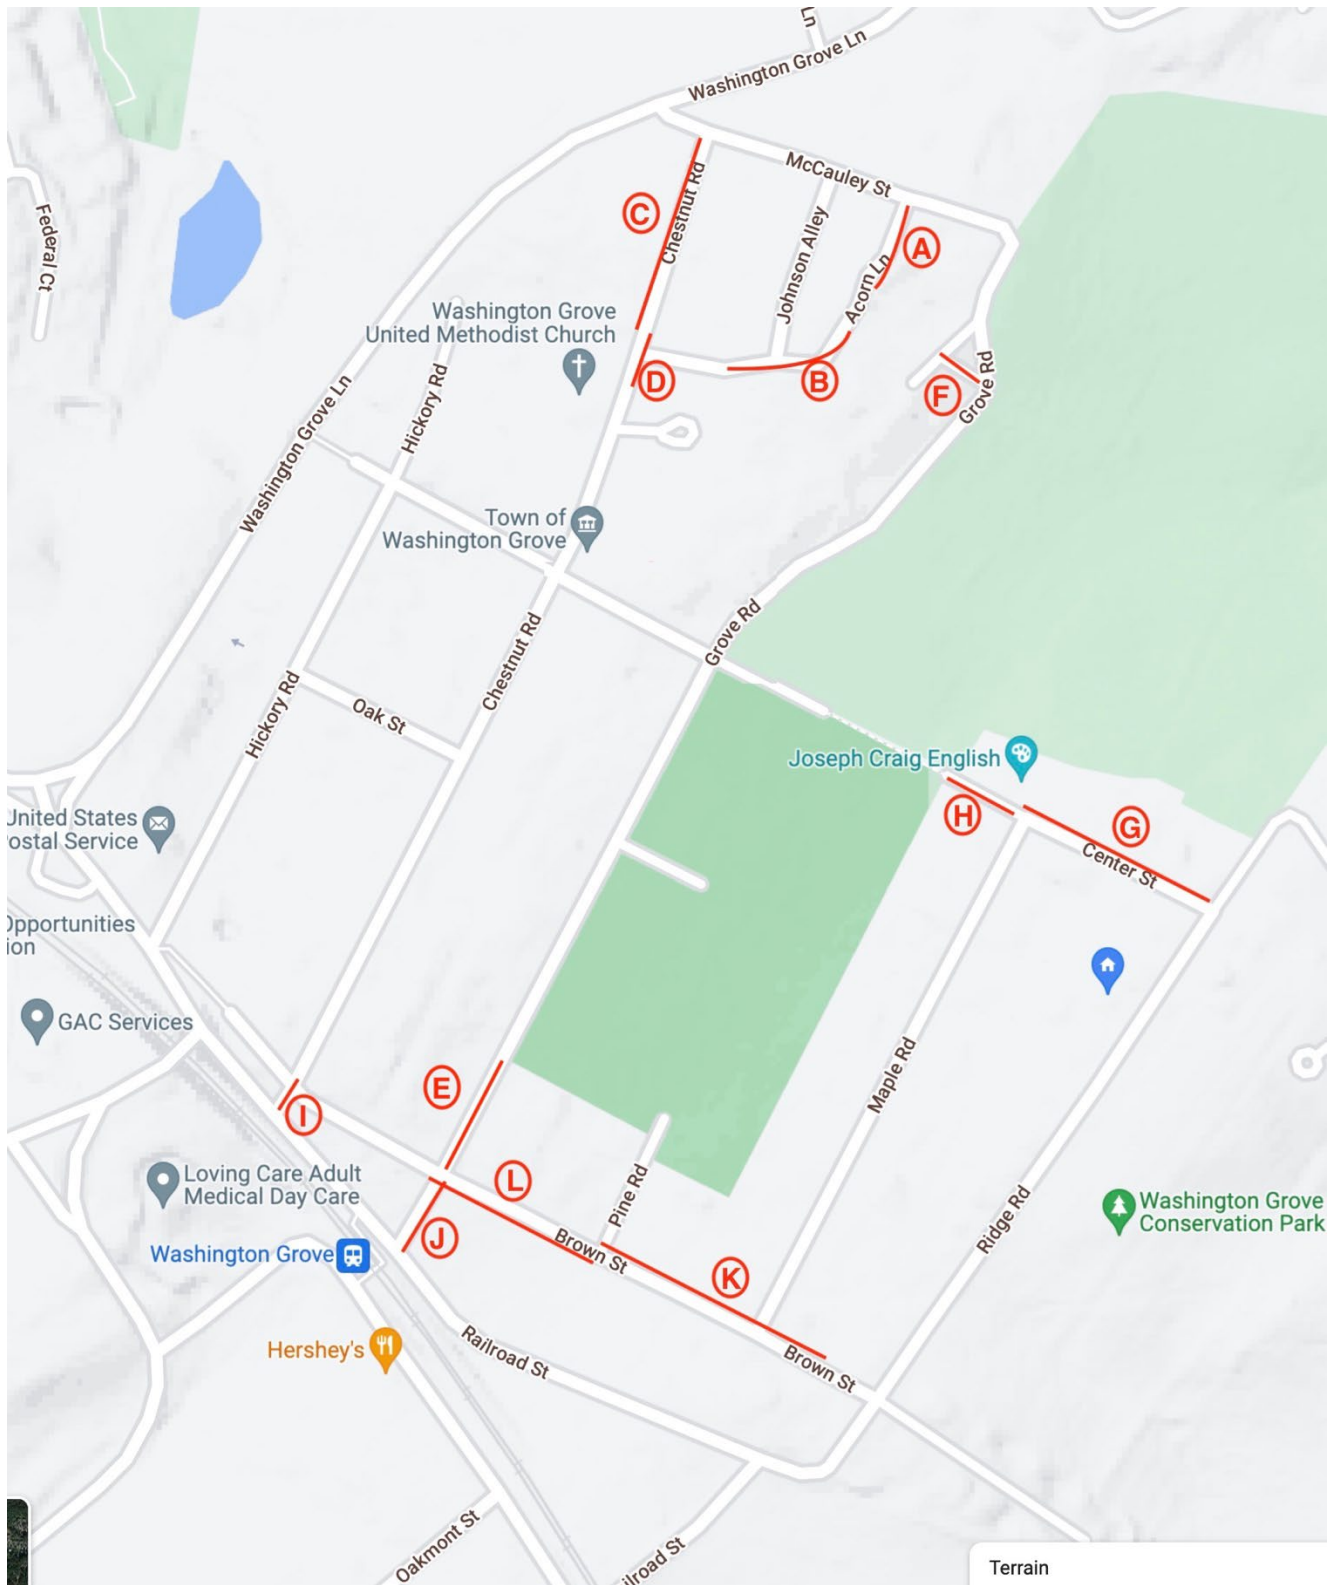 Ln
Washington Grove Ln
McCauley St
Chestnut Rd
C
Johnson Alley
A
Acorn Ln
Federal Ct
Washington Grove
United Methodist Church
D
B
F
Grove Rd
Hickory Rd
Washington Grove Ln
Town of
Washington Grove
Grove Rd
Chestnut Rd
Hickory Rd
Oak St
Joseph Craig English
H
G
Center St
United States
ostal Service
Opportunities
ion
GAC Services
Maple Rd
E
I
Loving Care Adult
Medical Day Care
L
Pine Rd
J
Brown St
Washington Grove
K
Ridge Rd
Washington Grove
Conservation Park
Hershey's
Railroad St
Brown St
Oakmont St
ilroad St
Terrain